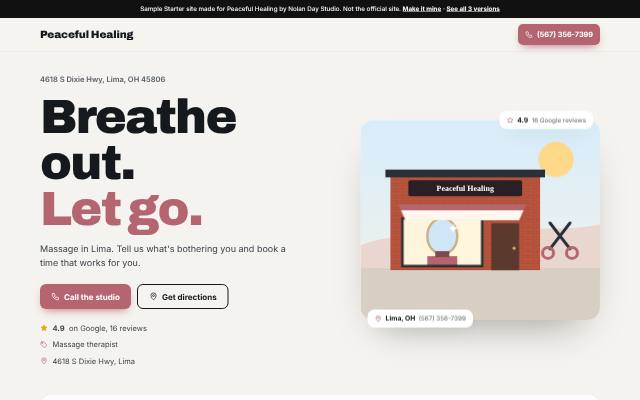 Sample Starter site made for Peaceful Healing by Nolan Day Studio. Not the official site. Make it mine · See all 3 versions
Peaceful Healing
(567) 356-7399
4618 S Dixie Hwy, Lima, OH 45806
Breathe
out.
Let go.
Massage in Lima. Tell us what's bothering you and book a
time that works for you.
Call the studio
Get directions
4.9 on Google, 16 reviews
Massage therapist
4618 S Dixie Hwy, Lima
4.9 16 Google reviews
Peaceful Healing
Lima, OH (567) 356-7399